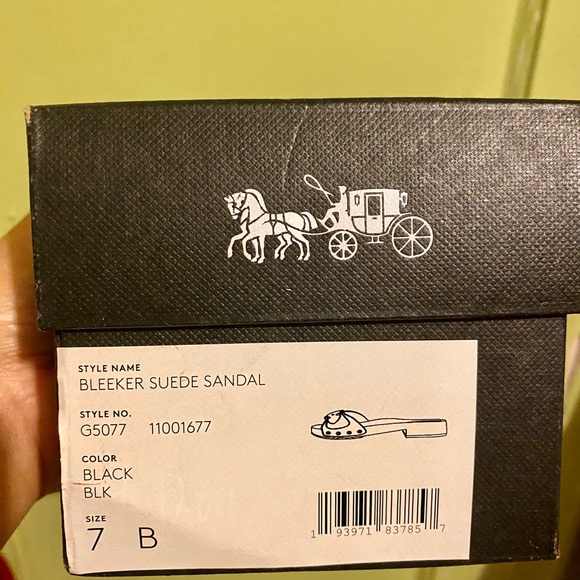 STYLE NAME
BLEEKER SUEDE SANDAL
STYLE NO.
G5077 11001677
COLOR
BLACK
BLK
SIZE
7 B
1 93971 83785 7